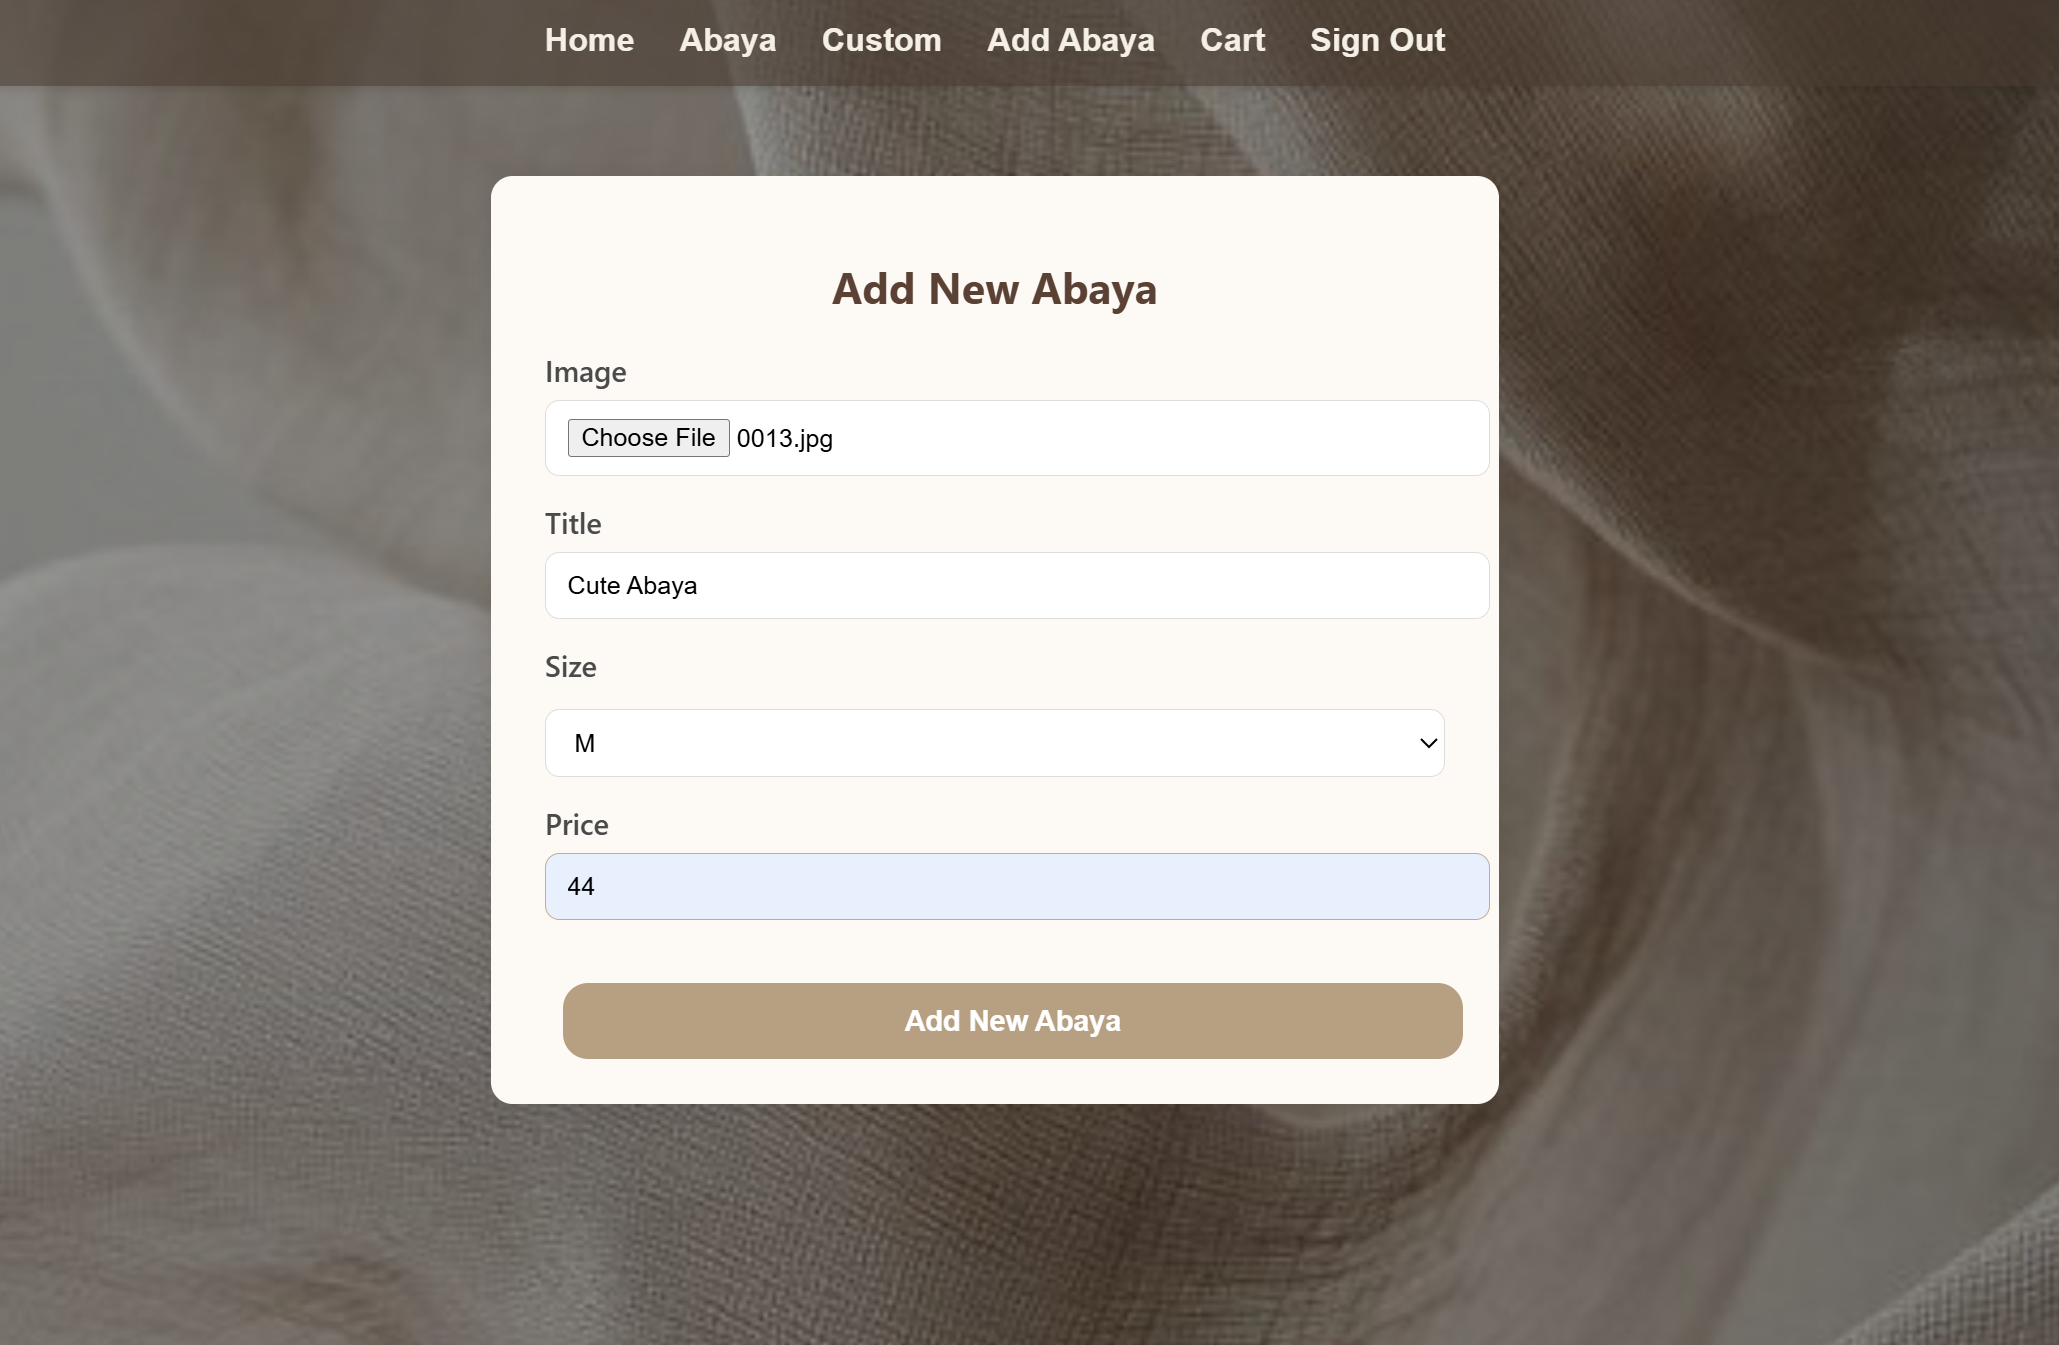 Home Abaya Custom Add Abaya Cart Sign Out
Add New Abaya
Image
Choose File 0013.jpg
Title
Cute Abaya
Size
M
Price
44
Add New Abaya